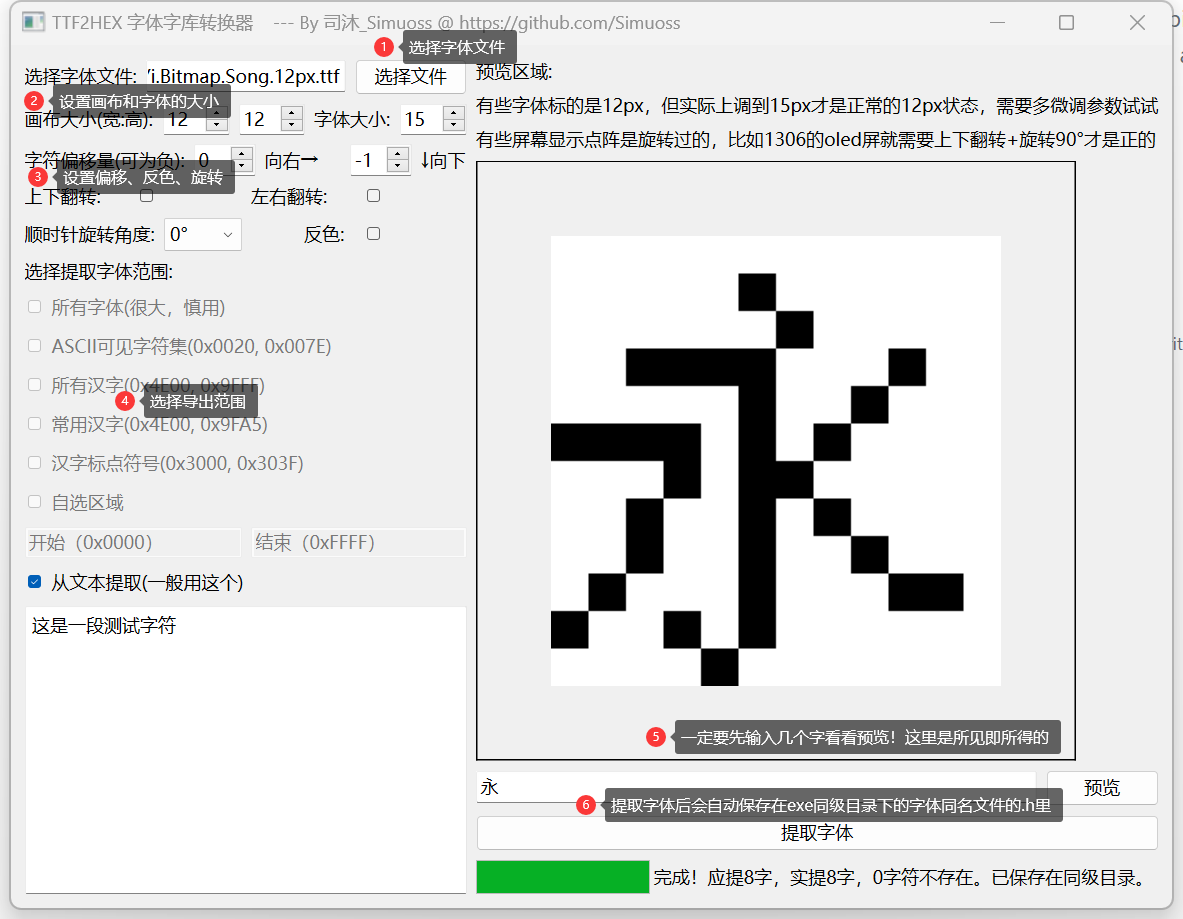 TTF2HEX 字体字库转换器 --- By 司沐_Simuoss @ https://github.com/Simuoss
1 选择字体文件
选择字体文件: /i.Bitmap.Song.12px.ttf 选择文件
2 设置画布和字体的大小
画布大小(宽:高): 12 12 字体大小: 15
字符偏移量(可为负): 0 向右→ -1 ↓向下
3 设置偏移、反色、旋转
上下翻转: 左右翻转:
顺时针旋转角度: 0° 反色:
选择提取字体范围:
所有字体(很大，慎用)
ASCII可见字符集(0x0020, 0x007E)
所有汉字(0x4E00, 0x9FFF)
4 选择导出范围
常用汉字(0x4E00, 0x9FA5)
汉字标点符号(0x3000, 0x303F)
自选区域
开始（0x0000） 结束（0xFFFF）
从文本提取(一般用这个)
这是一段测试字符
预览区域:
有些字体标的是12px，但实际上调到15px才是正常的12px状态，需要多微调参数试试
有些屏幕显示点阵是旋转过的，比如1306的oled屏就需要上下翻转+旋转90°才是正的
永
5 一定要先输入几个字看看预览！这里是所见即所得的
永 预览
6 提取字体后会自动保存在exe同级目录下的字体同名文件的.h里
提取字体
完成！应提8字，实提8字，0字符不存在。已保存在同级目录。